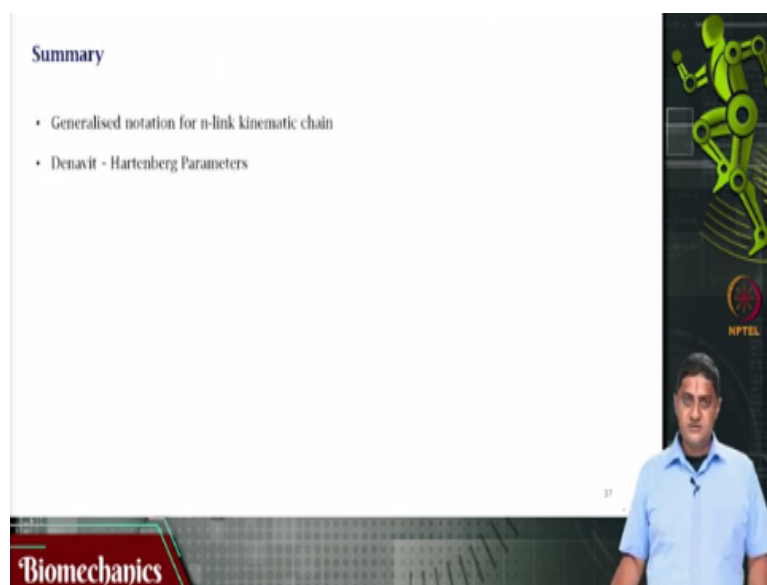 Summary
• Generalised notation for n-link kinematic chain
• Denavit - Hartenberg Parameters
NPTEL
37
Biomechanics